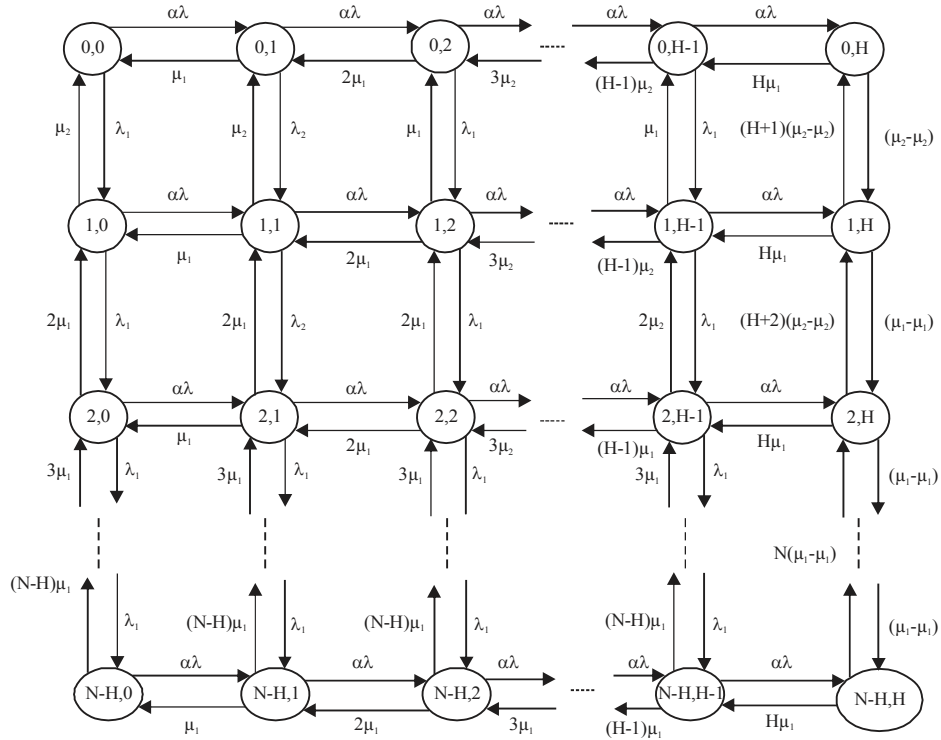 αλ αλ αλ αλ αλ
0,0 0,1 0,2 0,H-1 0,H
μ₁ 2μ₁ 3μ₂ (H-1)μ₂ Hμ₁
μ₂ λ₁ μ₂ λ₂ μ₁ λ₁ μ₁ λ₁ (H+1)(μ₂-μ₂) (μ₂-μ₂)
αλ αλ αλ αλ αλ
1,0 1,1 1,2 1,H-1 1,H
μ₁ 2μ₁ 3μ₂ (H-1)μ₂ Hμ₁
2μ₁ λ₁ 2μ₁ λ₂ 2μ₁ λ₁ 2μ₂ λ₁ (H+2)(μ₂-μ₂) (μ₁-μ₁)
αλ αλ αλ αλ αλ
2,0 2,1 2,2 2,H-1 2,H
μ₁ 2μ₁ 3μ₂ (H-1)μ₁ Hμ₁
3μ₁ λ₁ 3μ₁ λ₁ 3μ₁ λ₁ 3μ₁ λ₁ (μ₁-μ₁)
N(μ₁-μ₁)
(N-H)μ₁ λ₁ (N-H)μ₁ λ₁ (N-H)μ₁ λ₁ (N-H)μ₁ λ₁ (μ₁-μ₁)
αλ αλ αλ αλ αλ
N-H,0 N-H,1 N-H,2 N-H,H-1 N-H,H
μ₁ 2μ₁ 3μ₁ (H-1)μ₁ Hμ₁